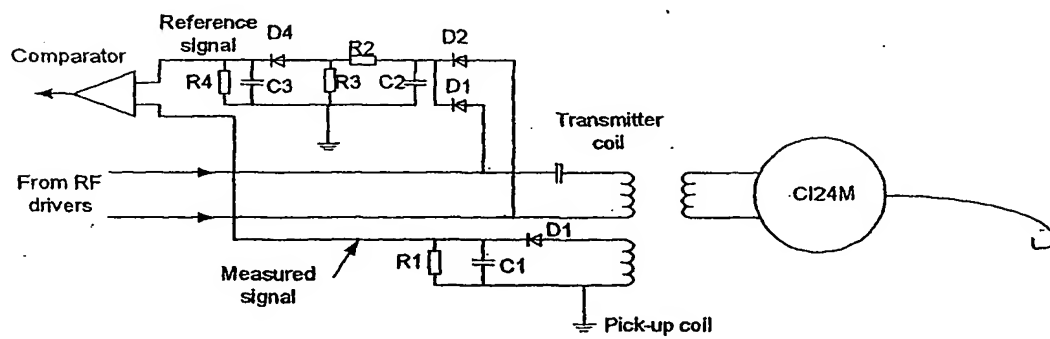 Reference
signal
D4
R2
D2
Comparator
R4
C3
R3
C2
D1
Transmitter
coil
From RF
drivers
CI24M
D1
R1
C1
Measured
signal
Pick-up coil